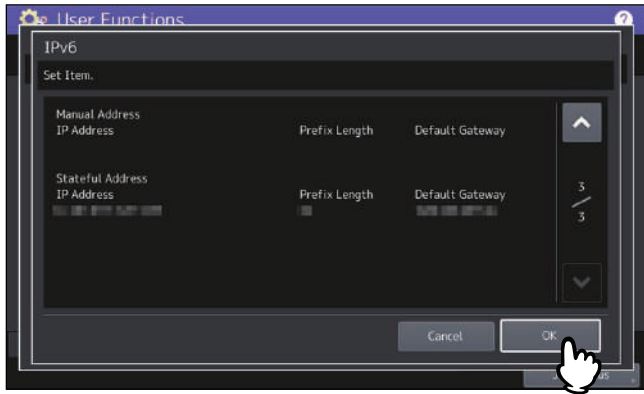 User Functions
?
IPv6
Set Item.
Manual Address
IP Address Prefix Length Default Gateway
Stateful Address
IP Address Prefix Length Default Gateway
3
3
Cancel OK